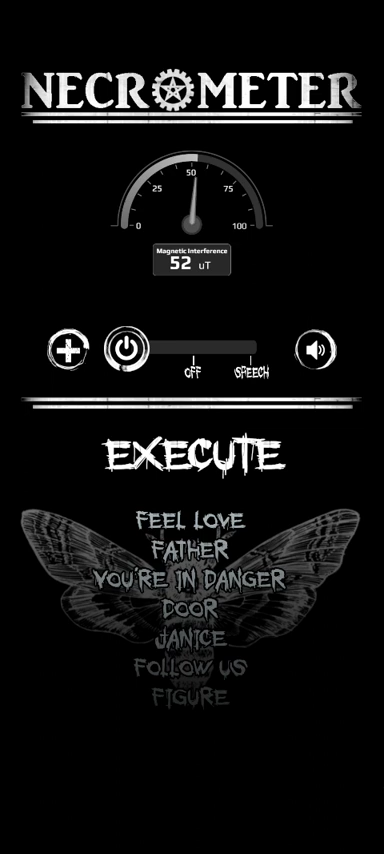 NECROMETER
50
25 75
0 100
Magnetic Interference
52 uT
OFF SPEECH
EXECUTE
FEEL LOVE
FATHER
YOU'RE IN DANGER
DOOR
JANICE
FOLLOW US
FIGURE